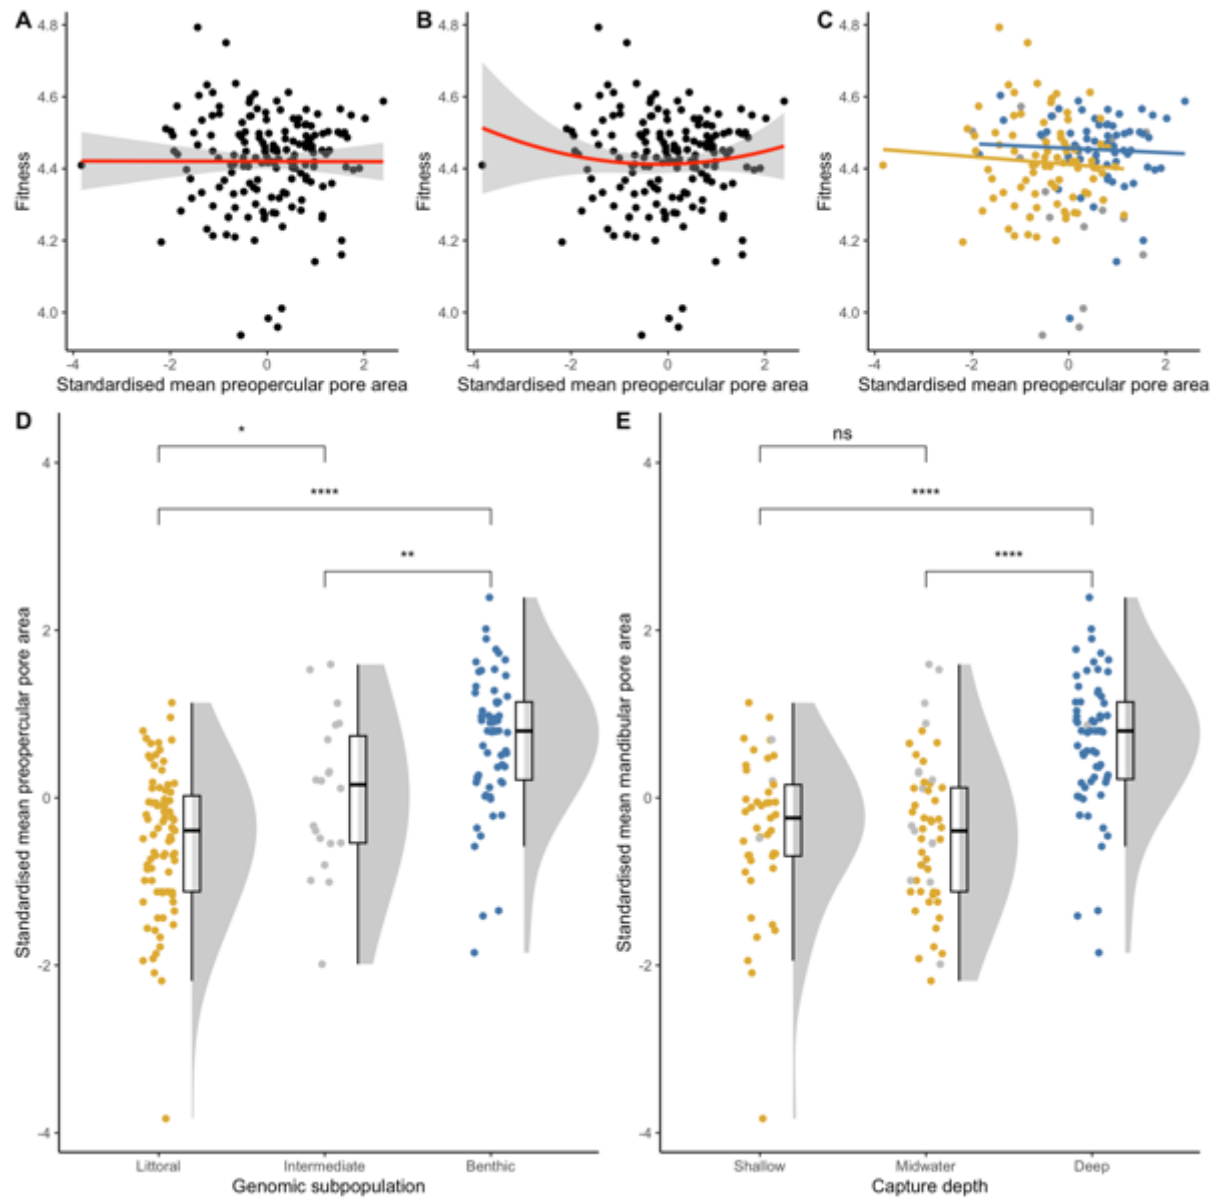 A
B
C
4.8
4.6
4.4
4.2
4.0
Fitness
-4
-2
0
2
Standardised mean preopercular pore area
4.8
4.6
4.4
4.2
4.0
Fitness
-4
-2
0
2
Standardised mean preopercular pore area
4.8
4.6
4.4
4.2
4.0
Fitness
-4
-2
0
2
Standardised mean preopercular pore area
D
*
****
**
4
2
0
-2
-4
Standardised mean preopercular pore area
Littoral
Intermediate
Benthic
Genomic subpopulation
E
ns
****
****
4
2
0
-2
-4
Standardised mean mandibular pore area
Shallow
Midwater
Deep
Capture depth